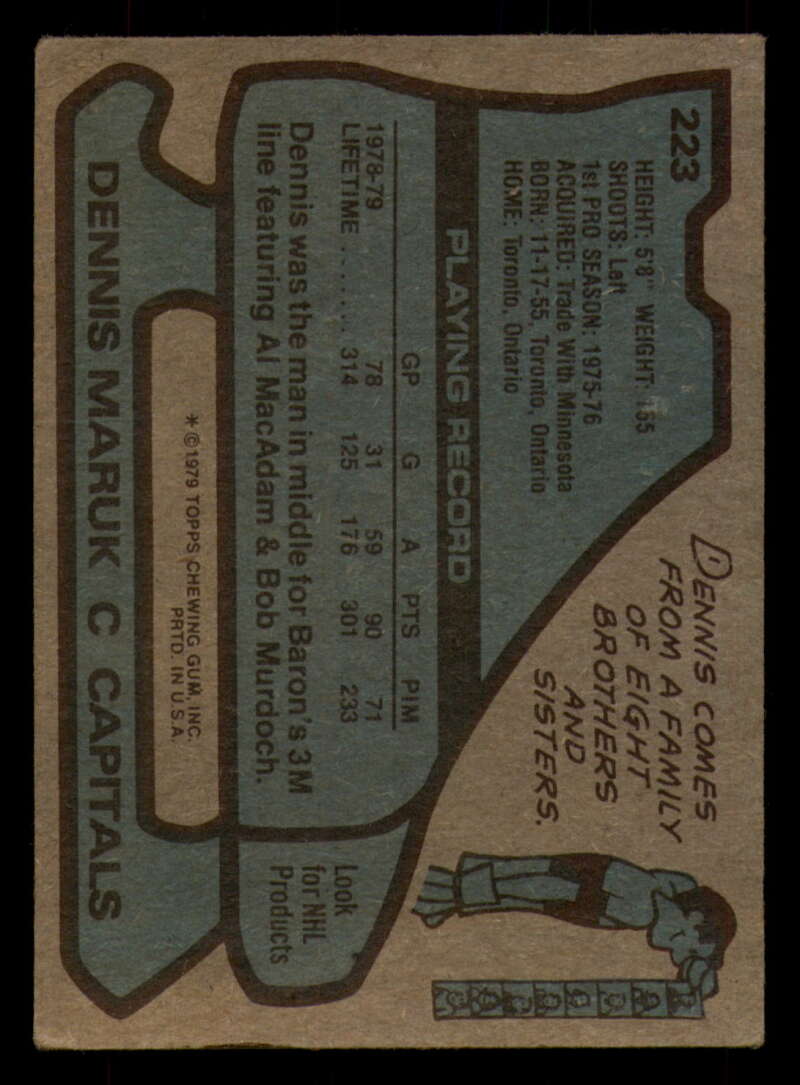 223
HEIGHT: 5'8" WEIGHT: 165
SHOOTS: Left
1st PRO SEASON: 1975-76
ACQUIRED: Trade With Minnesota
BORN: 11-17-55, Toronto, Ontario
HOME: Toronto, Ontario
DENNIS COMES
FROM A FAMILY
OF EIGHT
BROTHERS
AND
SISTERS.
PLAYING RECORD
GP G A PTS PIM
1978-79 78 31 59 90 71
LIFETIME ....... 314 125 176 301 233
Dennis was the man in middle for Baron's 3M
line featuring Al MacAdam & Bob Murdoch.
Look
for NHL
Products
*©1979 TOPPS CHEWING GUM, INC.
PRTD. IN U.S.A.
DENNIS MARUK C CAPITALS